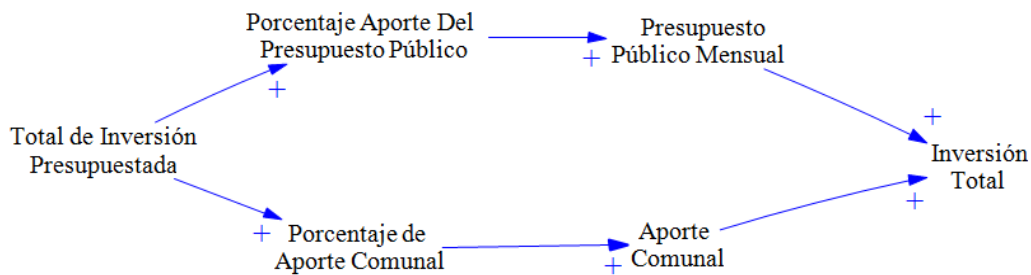 Porcentaje Aporte Del
Presupuesto Público
+
Presupuesto
Público Mensual
+
Total de Inversión
Presupuestada
+
Inversión
Total
+
Porcentaje de
Aporte Comunal
+
Aporte
Comunal
+
+